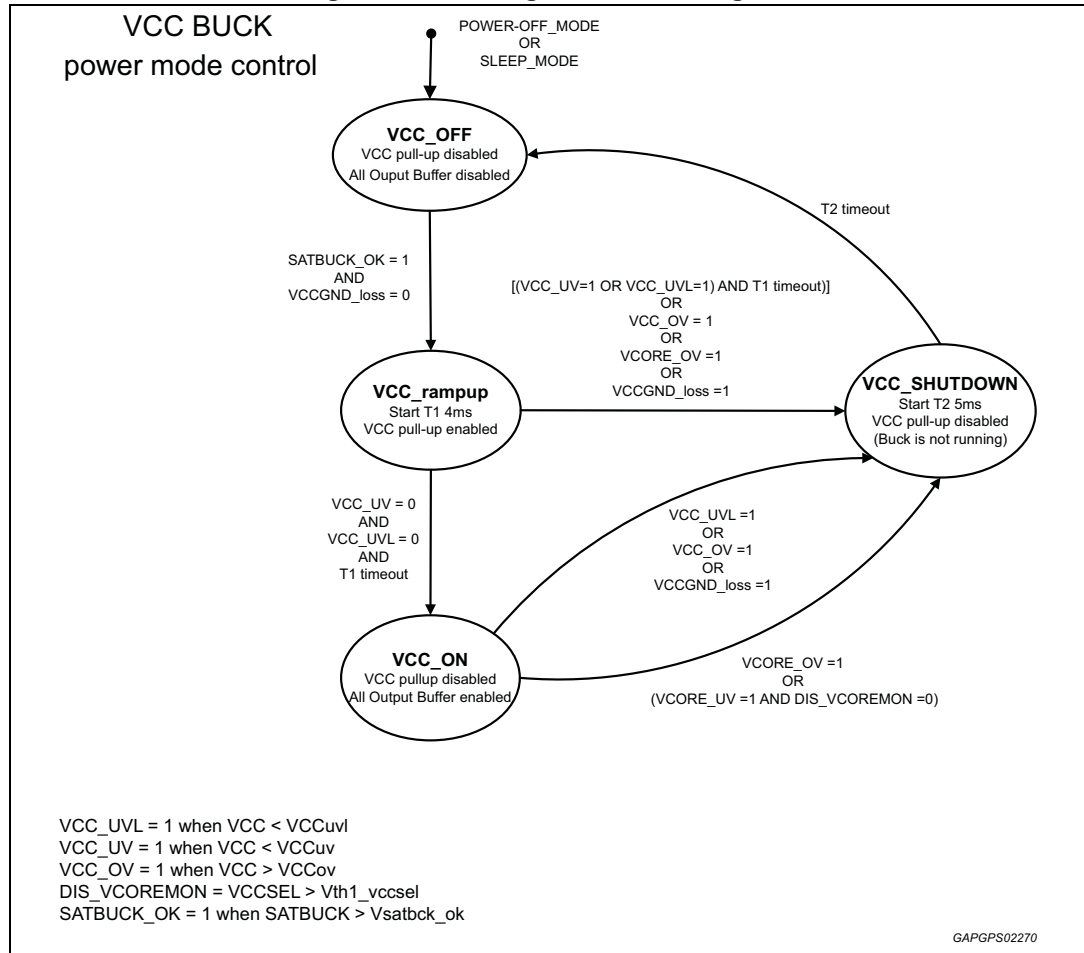 VCC BUCK
power mode control
POWER-OFF_MODE
OR
SLEEP_MODE
VCC_OFF
VCC pull-up disabled
All Ouput Buffer disabled
T2 timeout
SATBUCK_OK = 1
AND
VCCGND_loss = 0
[(VCC_UV=1 OR VCC_UVL=1) AND T1 timeout)]
OR
VCC_OV = 1
OR
VCORE_OV =1
OR
VCCGND_loss =1
VCC_rampup
Start T1 4ms
VCC pull-up enabled
VCC_SHUTDOWN
Start T2 5ms
VCC pull-up disabled
(Buck is not running)
VCC_UV = 0
AND
VCC_UVL = 0
AND
T1 timeout
VCC_UVL =1
OR
VCC_OV =1
OR
VCCGND_loss =1
VCC_ON
VCC pullup disabled
All Output Buffer enabled
VCORE_OV =1
OR
(VCORE_UV =1 AND DIS_VCOREMON =0)
VCC_UVL = 1 when VCC < VCCuvl
VCC_UV = 1 when VCC < VCCuv
VCC_OV = 1 when VCC > VCCov
DIS_VCOREMON = VCCSEL > Vth1_vccsel
SATBUCK_OK = 1 when SATBUCK > Vsatbck_ok
GAPGPS02270